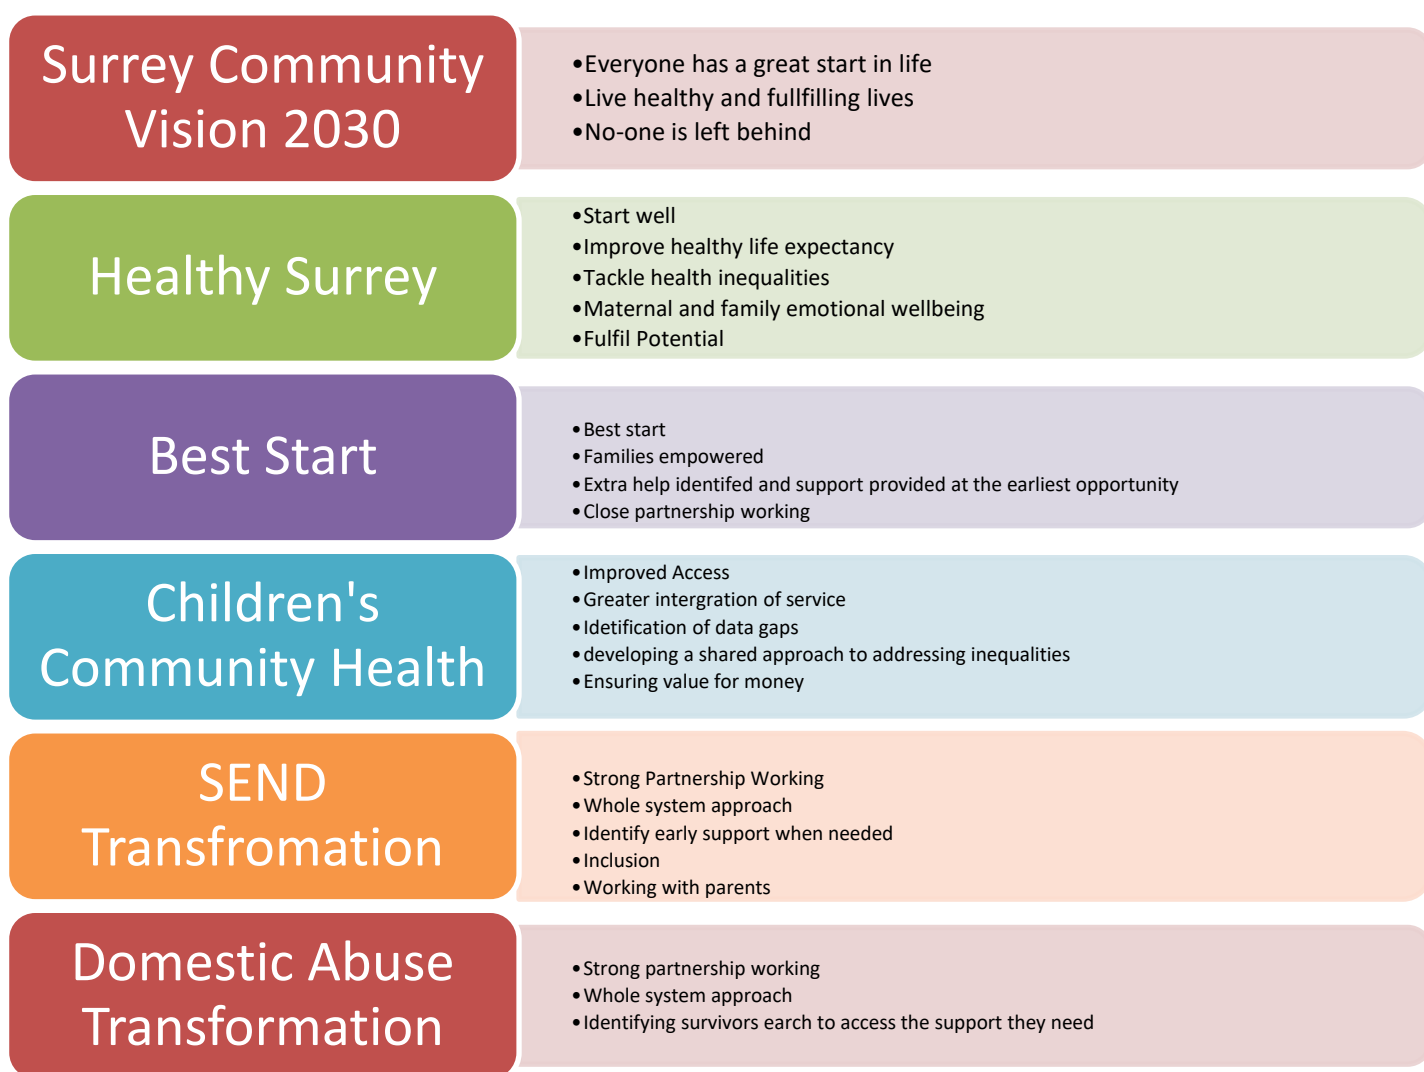 Surrey Community
Vision 2030
•Everyone has a great start in life
•Live healthy and fullfilling lives
•No-one is left behind
Healthy Surrey
•Start well
•Improve healthy life expectancy
•Tackle health inequalities
•Maternal and family emotional wellbeing
•Fulfil Potential
Best Start
•Best start
•Families empowered
•Extra help identifed and support provided at the earliest opportunity
•Close partnership working
Children's
Community Health
•Improved Access
•Greater intergration of service
•Idetification of data gaps
•developing a shared approach to addressing inequalities
•Ensuring value for money
SEND
Transfromation
•Strong Partnership Working
•Whole system approach
•Identify early support when needed
•Inclusion
•Working with parents
Domestic Abuse
Transformation
•Strong partnership working
•Whole system approach
•Identifying survivors earch to access the support they need